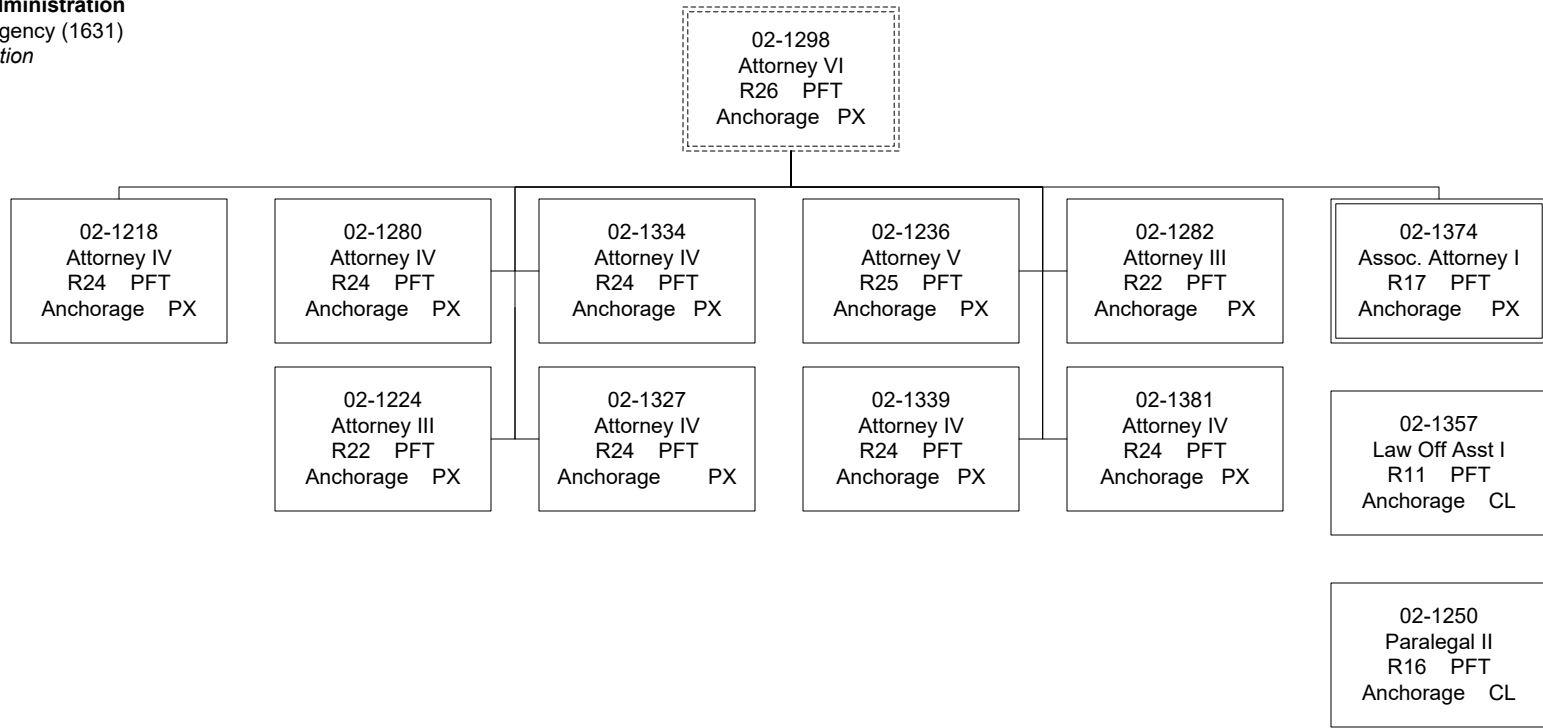 gency (1631)
02-1298
Attorney VI
R26 PFT
Anchorage PX
02-1218
Attorney IV
R24 PFT
Anchorage PX
02-1280
Attorney IV
R24 PFT
Anchorage PX
02-1334
Attorney IV
R24 PFT
Anchorage PX
02-1236
Attorney V
R25 PFT
Anchorage PX
02-1282
Attorney III
R22 PFT
Anchorage PX
02-1374
Assoc. Attorney I
R17 PFT
Anchorage PX
02-1224
Attorney III
R22 PFT
Anchorage PX
02-1327
Attorney IV
R24 PFT
Anchorage PX
02-1339
Attorney IV
R24 PFT
Anchorage PX
02-1381
Attorney IV
R24 PFT
Anchorage PX
02-1357
Law Off Asst I
R11 PFT
Anchorage CL
02-1250
Paralegal II
R16 PFT
Anchorage CL